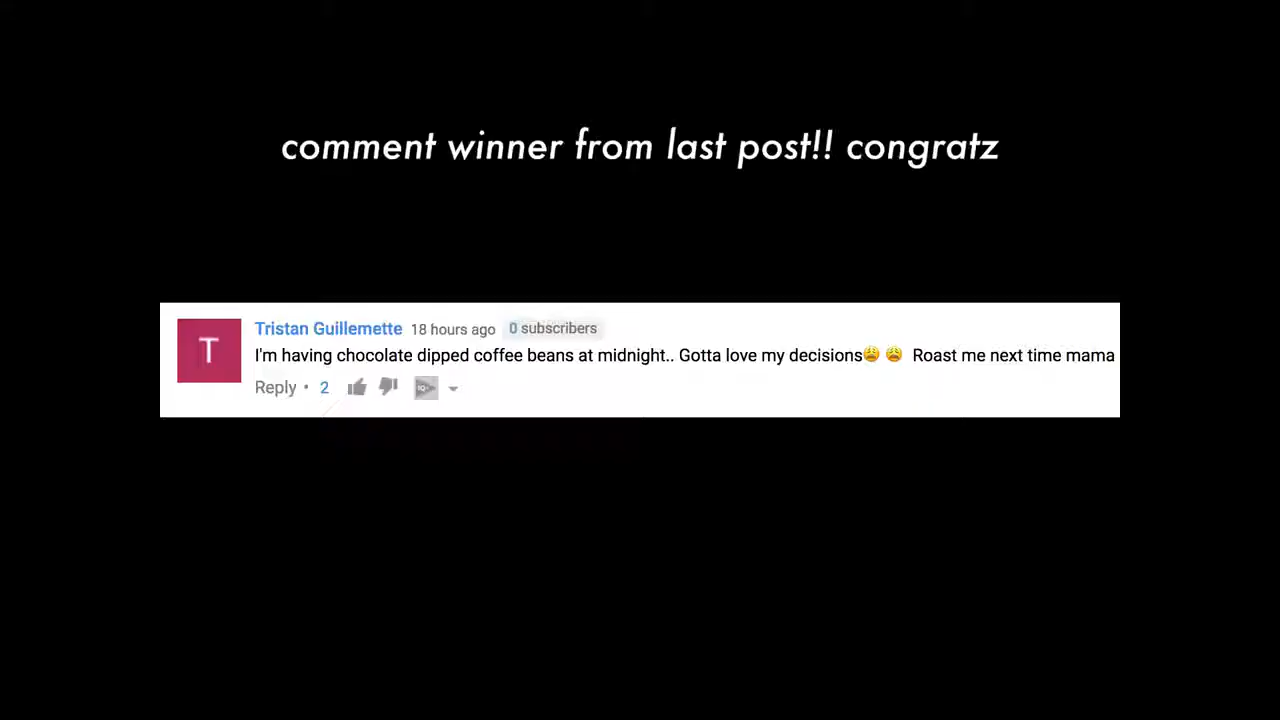 comment winner from last post!! congratz
T
Tristan Guillemette 18 hours ago 0 subscribers
I'm having chocolate dipped coffee beans at midnight.. Gotta love my decisions😩 😩 Roast me next time mama
Reply • 2